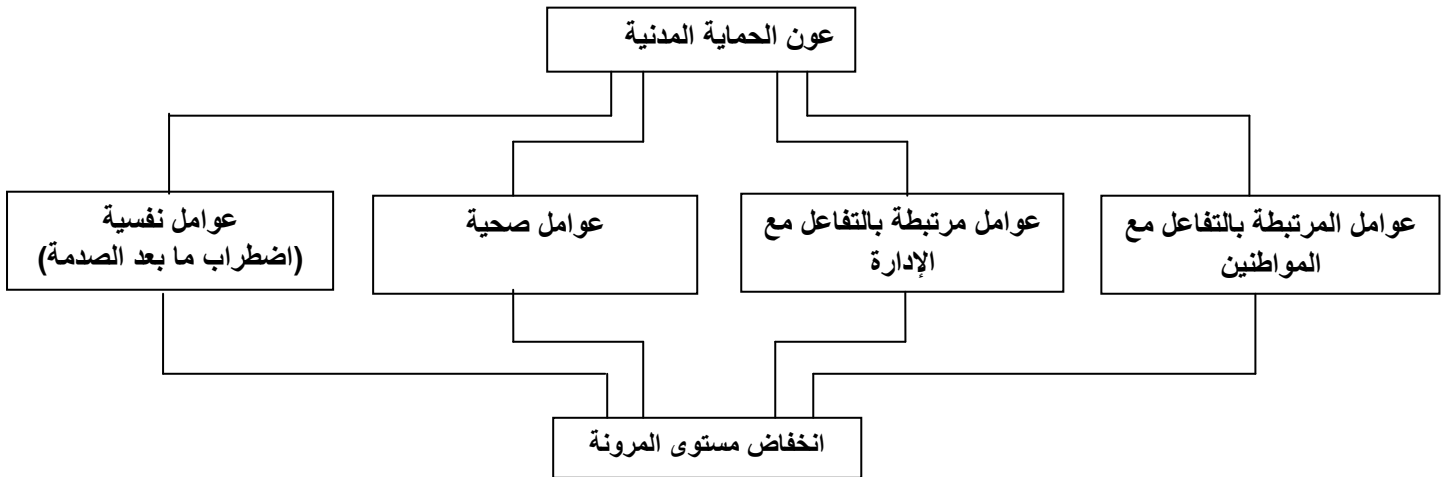 عون الحماية المدنية
عوامل المرتبطة بالتفاعل مع
المواطنين
عوامل مرتبطة بالتفاعل مع
الإدارة
عوامل صحية
عوامل نفسية
(اضطراب ما بعد الصدمة)
انخفاض مستوى المرونة